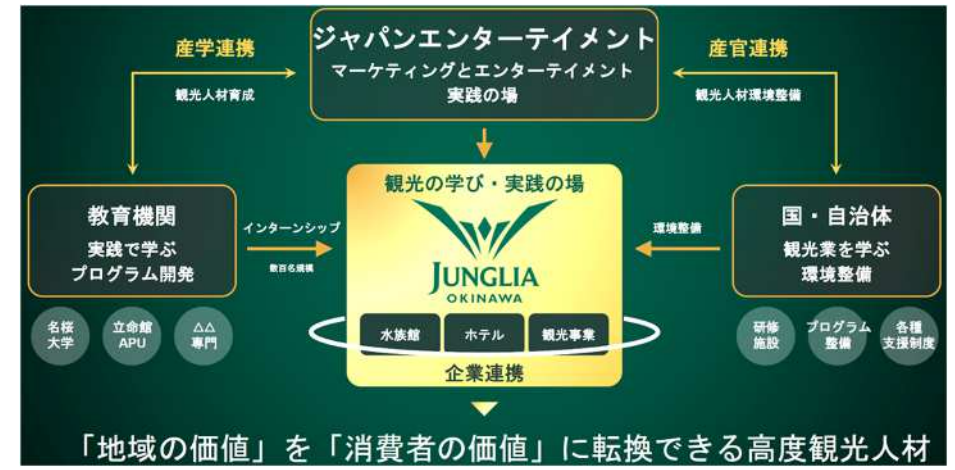 ジャパンエンターテイメント
マーケティングとエンターテイメント
実践の場
産学連携
観光人材育成
産官連携
観光人材環境整備
教育機関
実践で学ぶ
プログラム開発
インターンシップ
数百名規模
観光の学び・実践の場
JUNGLIA
OKINAWA
水族館
ホテル
観光事業
企業連携
環境整備
国・自治体
観光業を学ぶ
環境整備
名桜
大学
立命館
APU
△△
専門
研修
施設
プログラム
整備
各種
支援制度
「地域の価値」を「消費者の価値」に転換できる高度観光人材